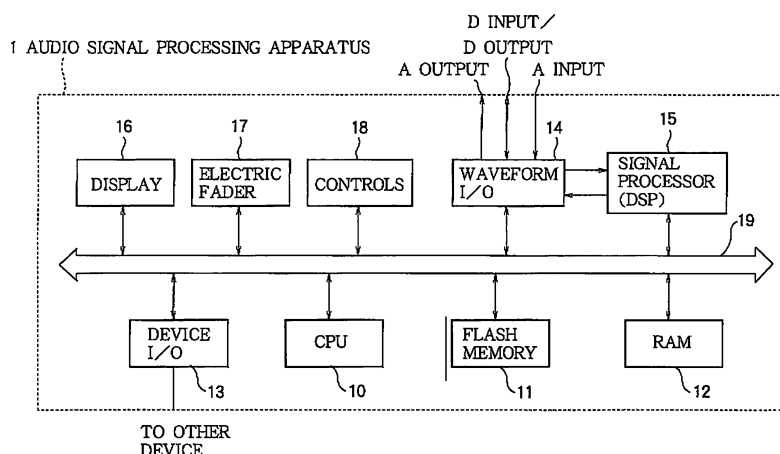 D INPUT/
1 AUDIO SIGNAL PROCESSING APPARATUS
D OUTPUT
A OUTPUT
A INPUT
16
17
18
14
15
DISPLAY
ELECTRIC
FADER
CONTROLS
WAVEFORM
I/O
SIGNAL
PROCESSOR
(DSP)
19
DEVICE
I/O
CPU
FLASH
MEMORY
RAM
13
10
11
12
TO OTHER
DEVICE